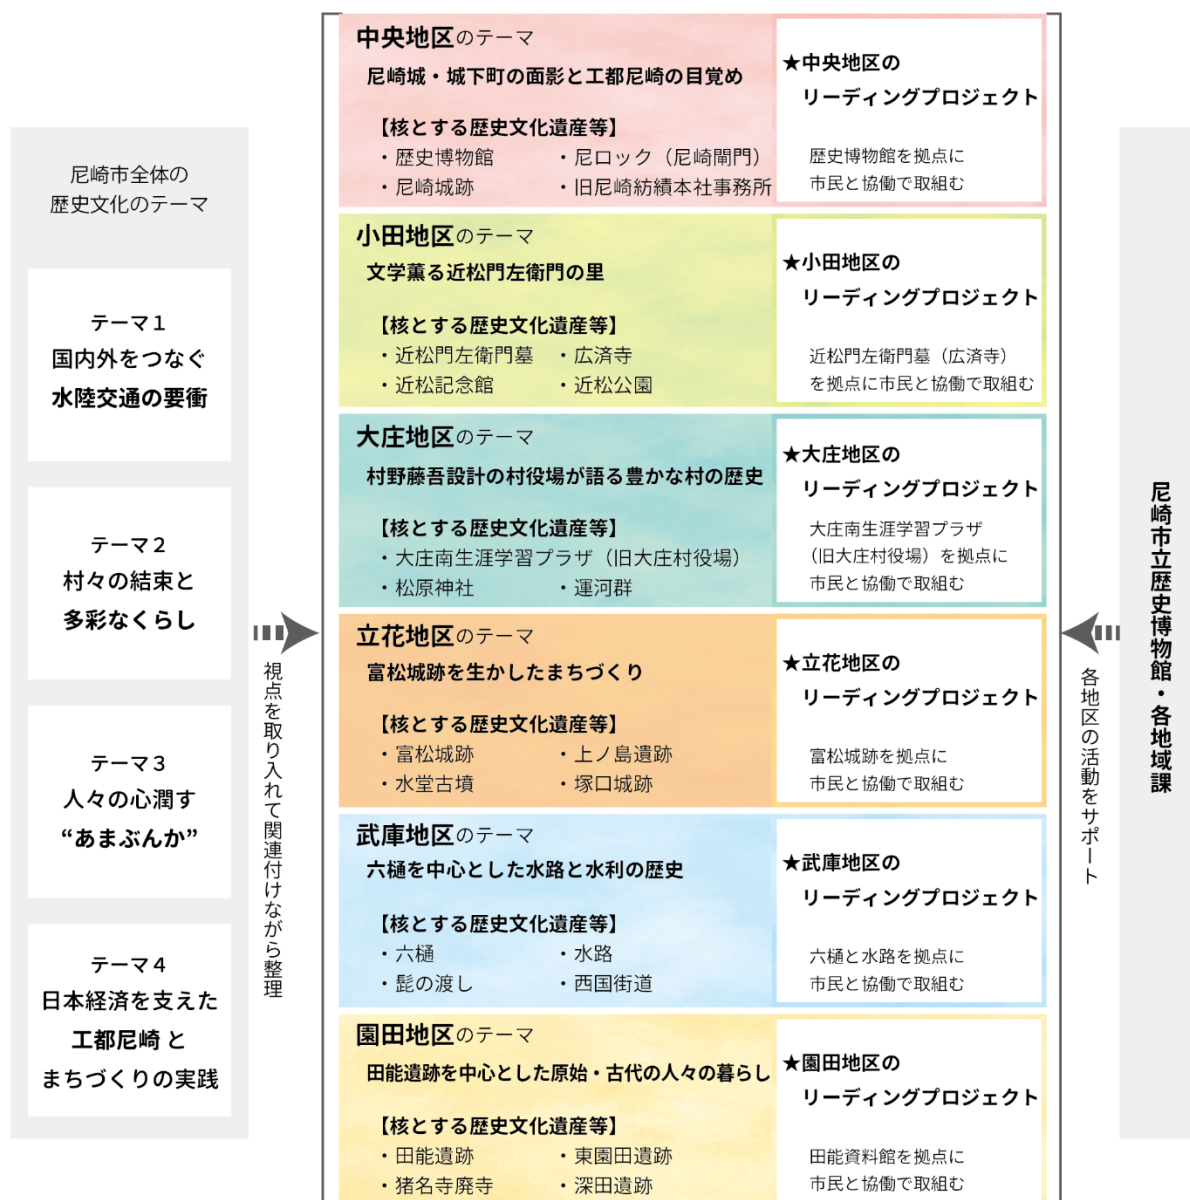 尼崎市全体の
歴史文化のテーマ
テーマ1
国内外をつなぐ
水陸交通の要衝
テーマ2
村々の結束と
多彩なくらし
テーマ3
人々の心潤す
“あまぶんか”
テーマ4
日本経済を支えた
工都尼崎 と
まちづくりの実践
視点を取り入れて関連付けながら整理
中央地区のテーマ
尼崎城・城下町の面影と工都尼崎の目覚め
【核とする歴史文化遺産等】
・歴史博物館 ・尼ロック（尼崎閘門）
・尼崎城跡 ・旧尼崎紡績本社事務所
★中央地区の
リーディングプロジェクト
歴史博物館を拠点に
市民と協働で取組む
小田地区のテーマ
文学薫る近松門左衛門の里
【核とする歴史文化遺産等】
・近松門左衛門墓 ・広済寺
・近松記念館 ・近松公園
★小田地区の
リーディングプロジェクト
近松門左衛門墓（広済寺）
を拠点に市民と協働で取組む
大庄地区のテーマ
村野藤吾設計の村役場が語る豊かな村の歴史
【核とする歴史文化遺産等】
・大庄南生涯学習プラザ（旧大庄村役場）
・松原神社 ・運河群
★大庄地区の
リーディングプロジェクト
大庄南生涯学習プラザ
（旧大庄村役場）を拠点に
市民と協働で取組む
立花地区のテーマ
富松城跡を生かしたまちづくり
【核とする歴史文化遺産等】
・富松城跡 ・上ノ島遺跡
・水堂古墳 ・塚口城跡
★立花地区の
リーディングプロジェクト
富松城跡を拠点に
市民と協働で取組む
武庫地区のテーマ
六樋を中心とした水路と水利の歴史
【核とする歴史文化遺産等】
・六樋 ・水路
・髭の渡し ・西国街道
★武庫地区の
リーディングプロジェクト
六樋と水路を拠点に
市民と協働で取組む
園田地区のテーマ
田能遺跡を中心とした原始・古代の人々の暮らし
【核とする歴史文化遺産等】
・田能遺跡 ・東園田遺跡
・猪名寺廃寺 ・深田遺跡
★園田地区の
リーディングプロジェクト
田能資料館を拠点に
市民と協働で取組む
各地区の活動をサポート
尼崎市立歴史博物館・各地域課